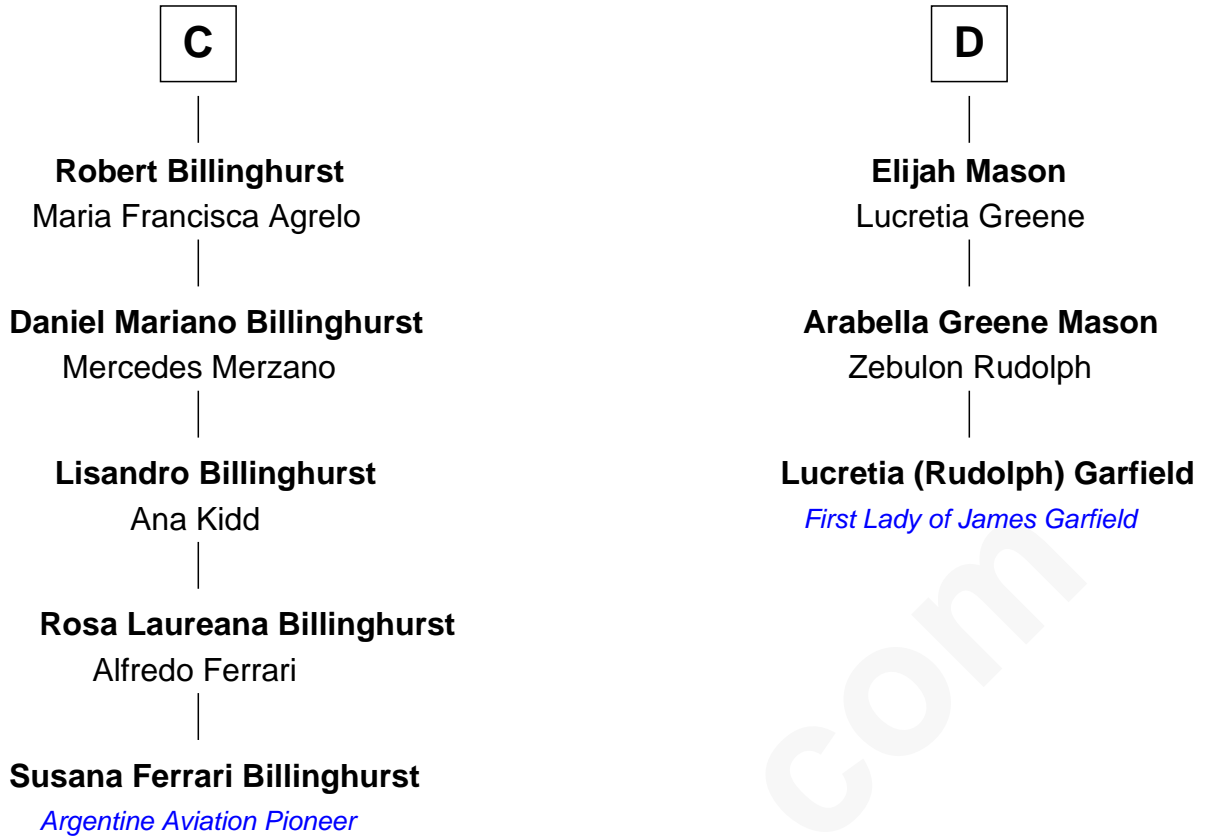 C
Robert Billinghurst
Maria Francisca Agrelo
Daniel Mariano Billinghurst
Mercedes Merzano
Lisandro Billinghurst
Ana Kidd
Rosa Laureana Billinghurst
Alfredo Ferrari
Susana Ferrari Billinghurst
Argentine Aviation Pioneer
D
Elijah Mason
Lucretia Greene
Arabella Greene Mason
Zebulon Rudolph
Lucretia (Rudolph) Garfield
First Lady of James Garfield
com